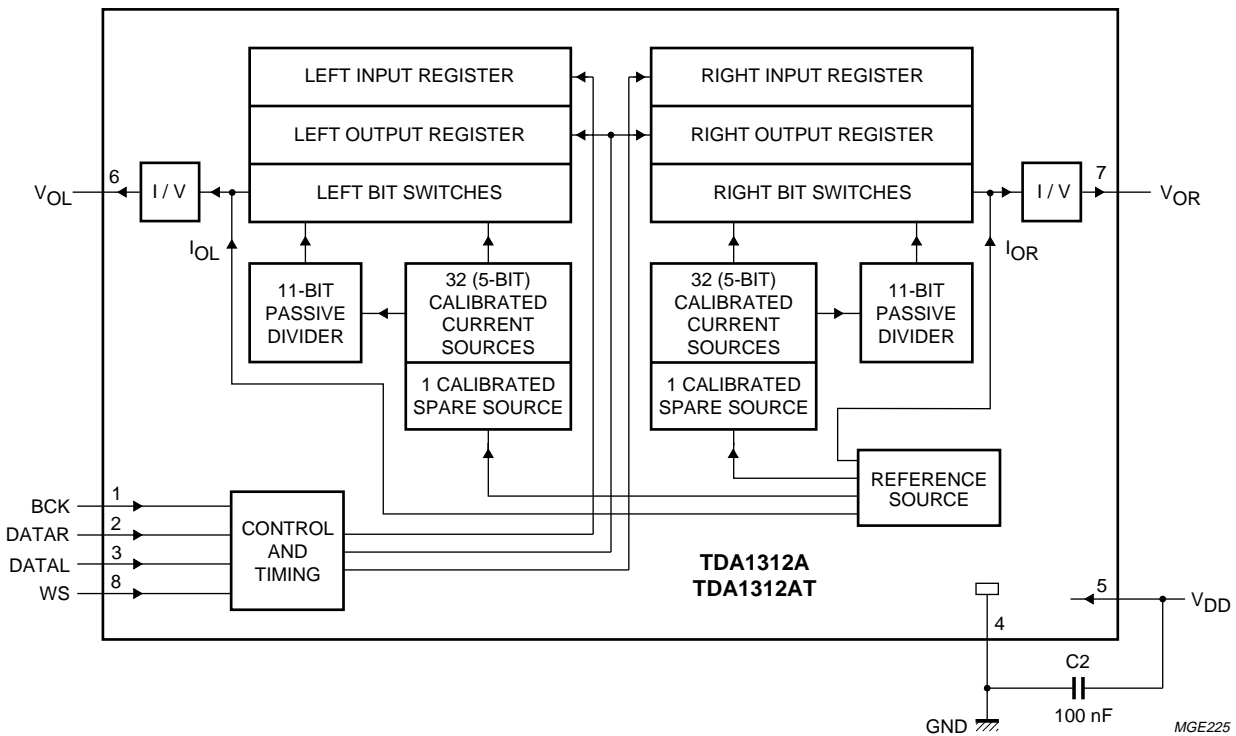 LEFT INPUT REGISTER
RIGHT INPUT REGISTER
LEFT OUTPUT REGISTER
RIGHT OUTPUT REGISTER
VOL
6
I / V
LEFT BIT SWITCHES
RIGHT BIT SWITCHES
I / V
7
VOR
IOL
IOR
11-BIT
PASSIVE
DIVIDER
32 (5-BIT)
CALIBRATED
CURRENT
SOURCES
32 (5-BIT)
CALIBRATED
CURRENT
SOURCES
11-BIT
PASSIVE
DIVIDER
1 CALIBRATED
SPARE SOURCE
1 CALIBRATED
SPARE SOURCE
REFERENCE
SOURCE
BCK
1
DATAR
2
DATAL
3
WS
8
CONTROL
AND
TIMING
TDA1312A
TDA1312AT
5
VDD
4
C2
100 nF
GND
MGE225